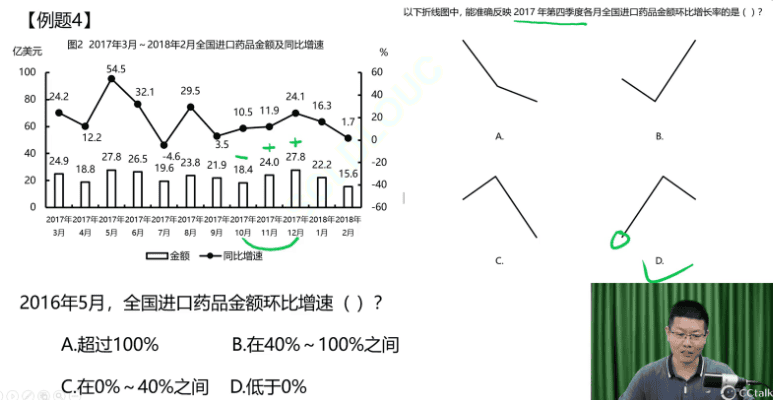 【例题4】
图2 2017年3月~2018年2月全国进口药品金额及同比增速
亿美元
%
100
80
60
40
20
0
60
40
20
0
-20
-40
-60
24.2
12.2
54.5
32.1
-4.6
29.5
3.5
10.5
11.9
24.1
16.3
1.7
24.9
18.8
27.8
26.5
19.6
23.8
21.9
18.4
24.0
27.8
22.2
15.6
2017年 2017年 2017年 2017年 2017年 2017年 2017年 2017年 2017年 2017年 2018年 2018年
3月 4月 5月 6月 7月 8月 9月 10月 11月 12月 1月 2月
金额 同比增速
2016年5月，全国进口药品金额环比增速（ ）？
A.超过100% B.在40%~100%之间
C.在0%~40%之间 D.低于0%
以下折线图中，能准确反映 2017 年第四季度各月全国进口药品金额环比增长率的是（ ）？
A.
B.
C.
D.
CCtalk